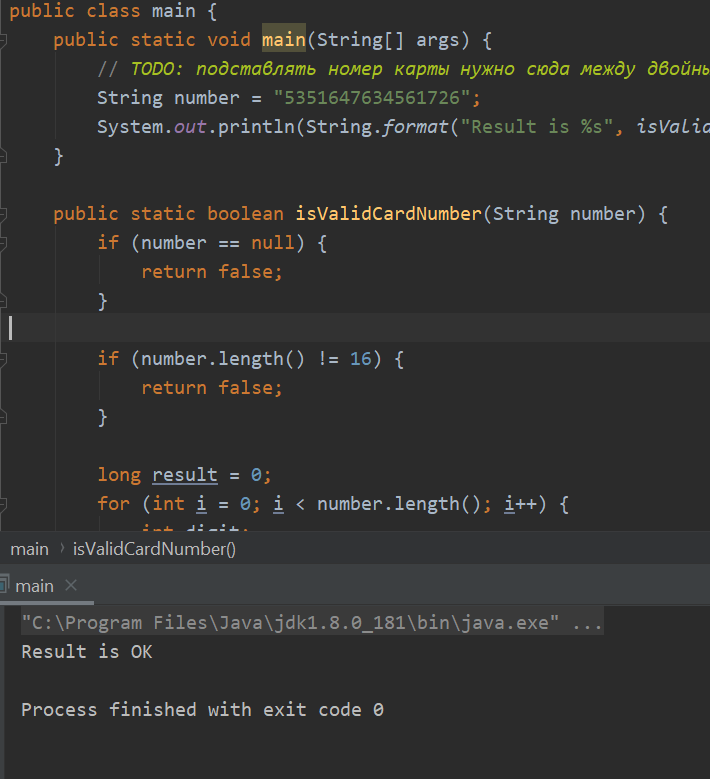 public class main {
public static void main(String[] args) {
// TODO: подставлять номер карты нужно сюда между
String number = "5351647634561726";
System.out.println(String.format("Result is %s",
}
public static boolean isValidCardNumber(String number) {
if (number == null) {
return false;
}
if (number.length() != 16) {
return false;
}
long result = 0;
for (int i = 0; i < number.length(); i++) {
int digit;
main › isValidCardNumber()
main ×
"C:\Program Files\Java\jdk1.8.0_181\bin\java.exe" ...
Result is OK
Process finished with exit code 0